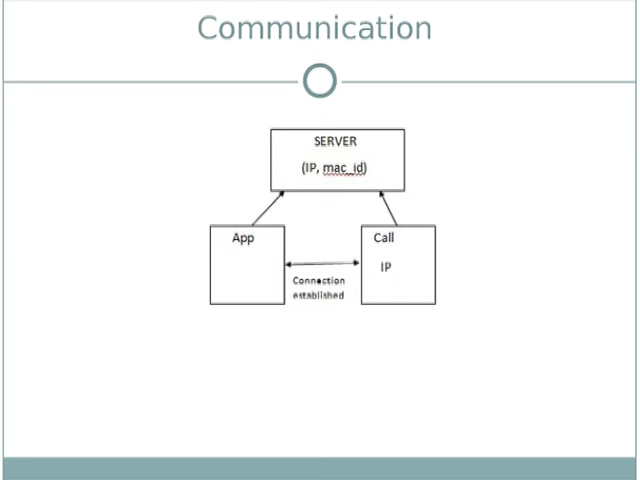 Communication
SERVER
(IP, mac_id)
App
Call
IP
Connection
established